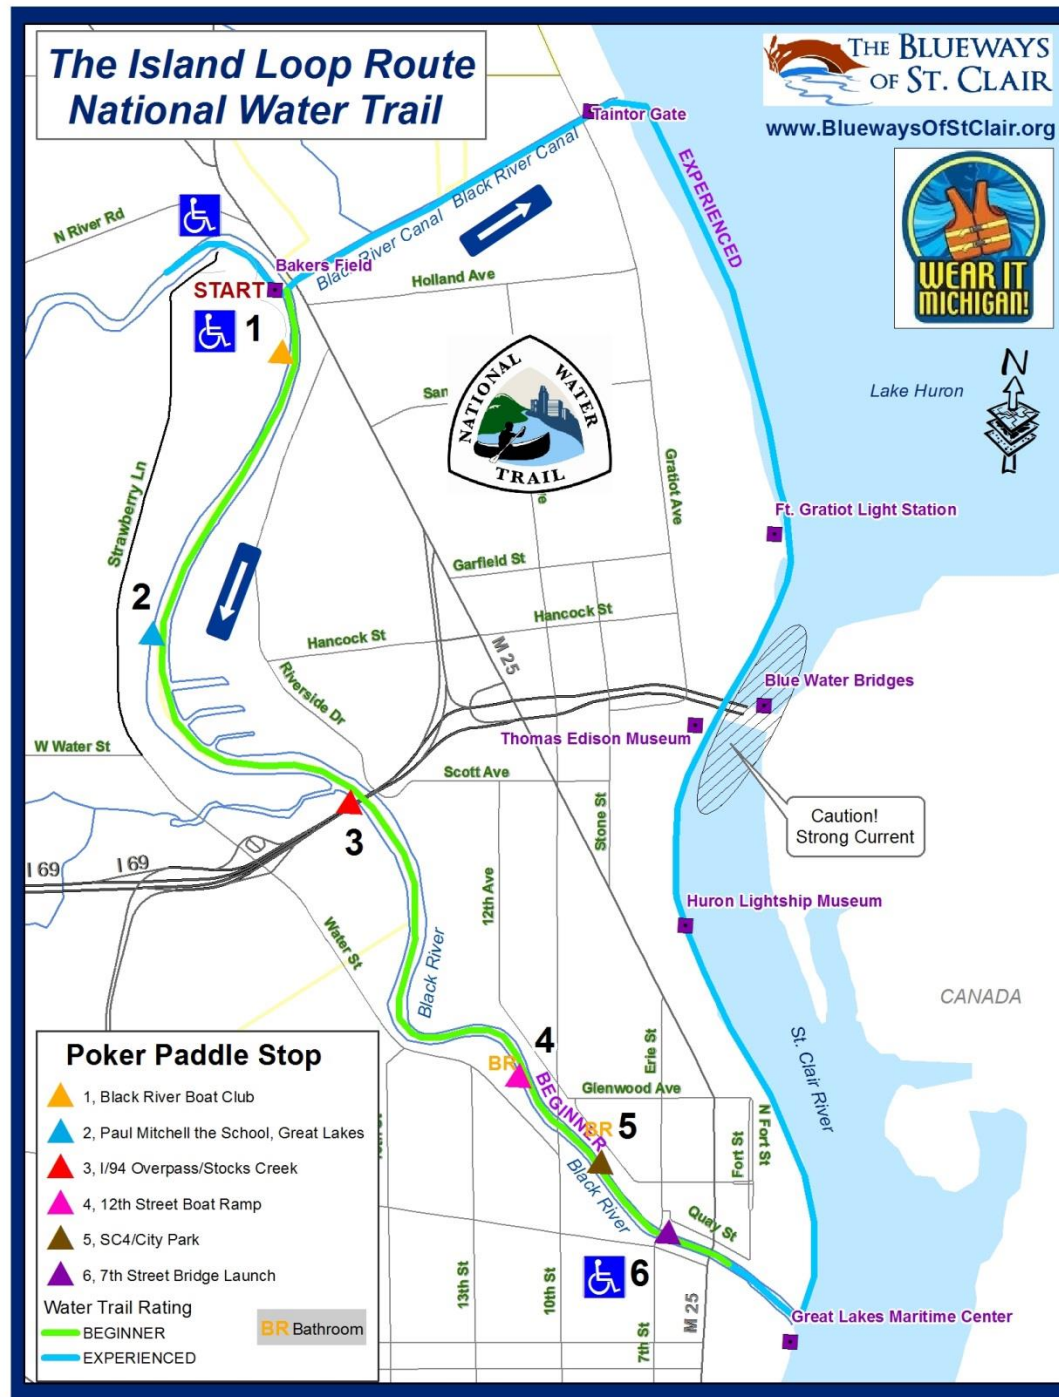 The Island Loop Route
National Water Trail
THE BLUEWAYS
OF ST. CLAIR
www.BluewaysOfStClair.org
WEAR IT
MICHIGAN!
N
Taintor Gate
EXPERIENCED
Black River Canal
Black River Canal
N River Rd
Bakers Field
START
1
Holland Ave
San
NATIONAL WATER
TRAIL
Lake Huron
Gratiot Ave
Strawberry Ln
Ft. Gratiot Light Station
Garfield St
2
Hancock St
Hancock St
M 25
Riverside Dr
Blue Water Bridges
Thomas Edison Museum
W Water St
Scott Ave
Stone St
Caution!
Strong Current
3
I 69
I 69
12th Ave
Huron Lightship Museum
Water St
Black River
CANADA
St. Clair River
4
BR
BEGINNER
Erie St
Glenwood Ave
N Fort St
Fort St
BR
5
Black River
Quay St
6
13th St
10th St
7th St
M 25
Great Lakes Maritime Center
Poker Paddle Stop
1, Black River Boat Club
2, Paul Mitchell the School, Great Lakes
3, I/94 Overpass/Stocks Creek
4, 12th Street Boat Ramp
5, SC4/City Park
6, 7th Street Bridge Launch
Water Trail Rating
BEGINNER
EXPERIENCED
BR Bathroom